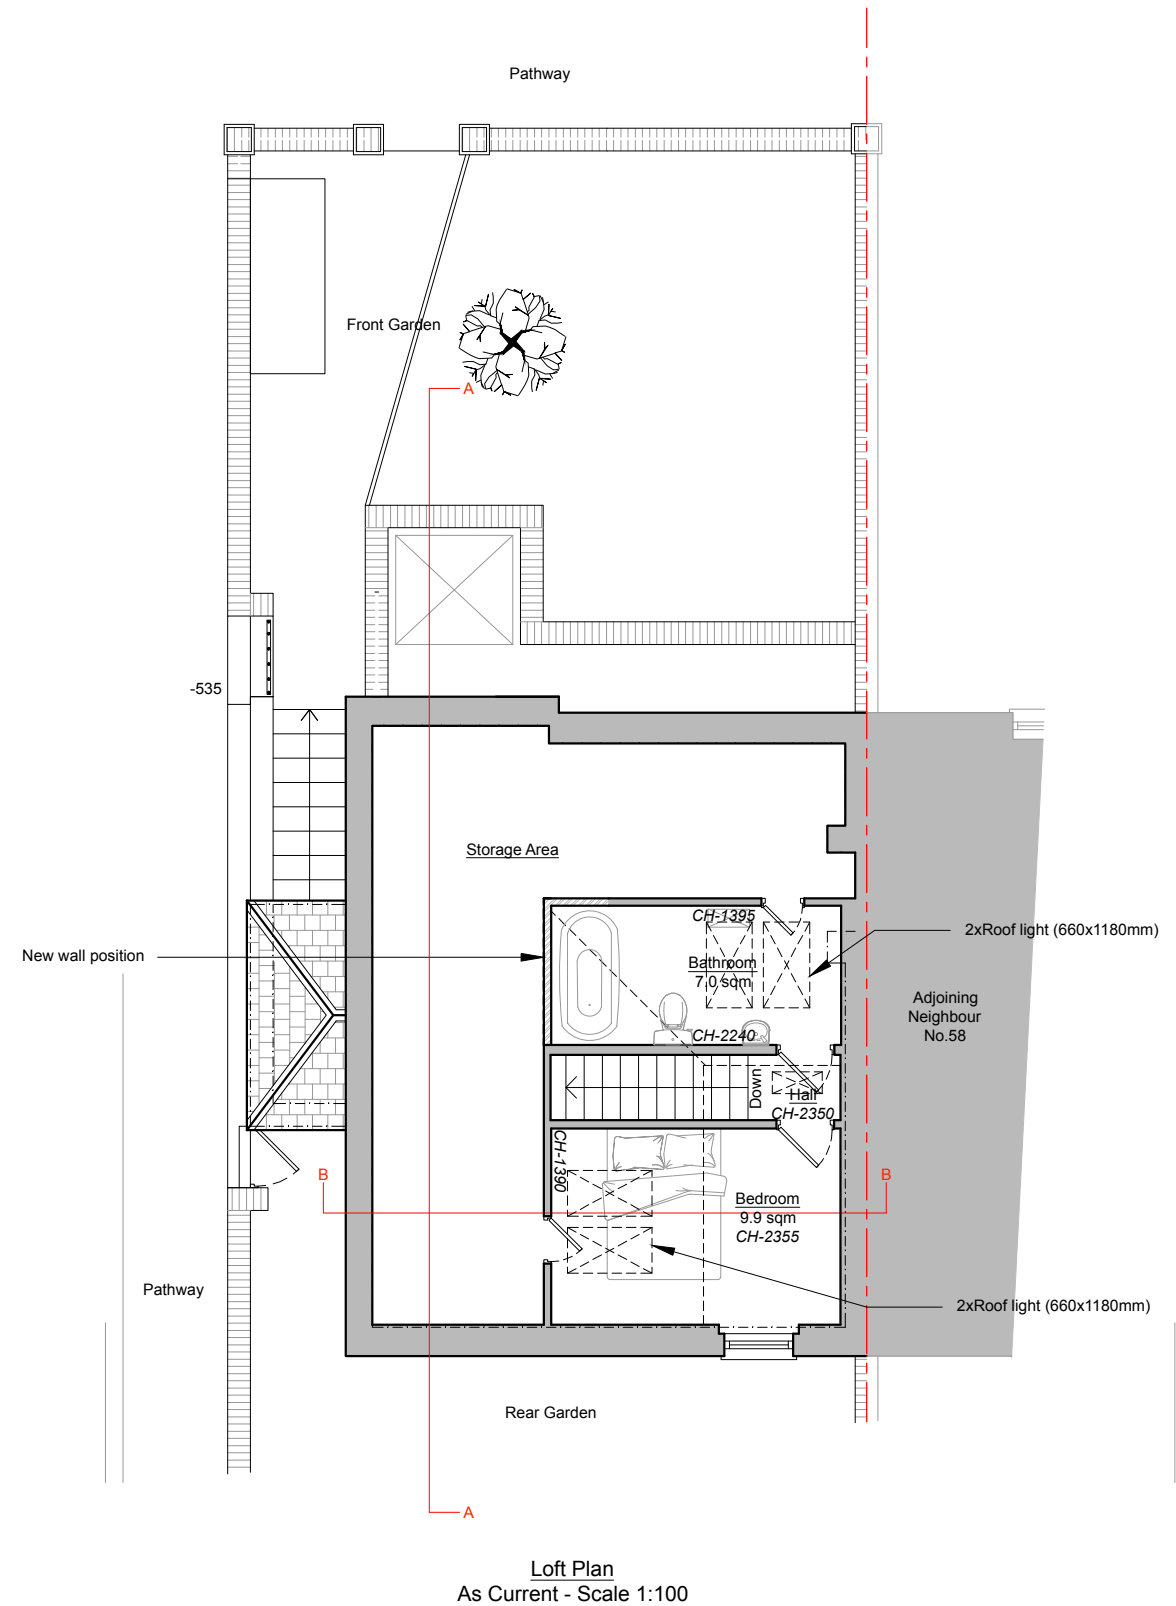 Pathway
Front Garden
A
-535
Storage Area
CH-1395
2xRoof light (660x1180mm)
New wall position
Bathroom
7.0 sqm
Adjoining
Neighbour
No.58
CH-2240
Down
Hall
CH-2350
CH-1390
B
B
Bedroom
9.9 sqm
CH-2355
Pathway
2xRoof light (660x1180mm)
Rear Garden
A
Loft Plan
As Current - Scale 1:100